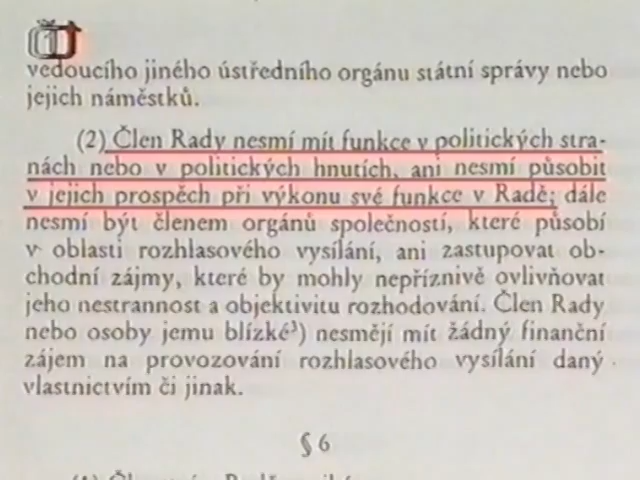 vedoucího jiného ústředního orgánu státní správy nebo
jejich náměstků.
(2) Člen Rady nesmí mít funkce v politických stra-
nách nebo v politických hnutích, ani nesmí působit
v jejich prospěch při výkonu své funkce v Radě; dále
nesmí být členem orgánů společností, které působí
v oblasti rozhlasového vysílání, ani zastupovat ob-
chodní zájmy, které by mohly nepříznivě ovlivňovat
jeho nestrannost a objektivitu rozhodování. Člen Rady
nebo osoby jemu blízké³) nesmějí mít žádný finanční
zájem na provozování rozhlasového vysílání daný
vlastnictvím či jinak.
§ 6